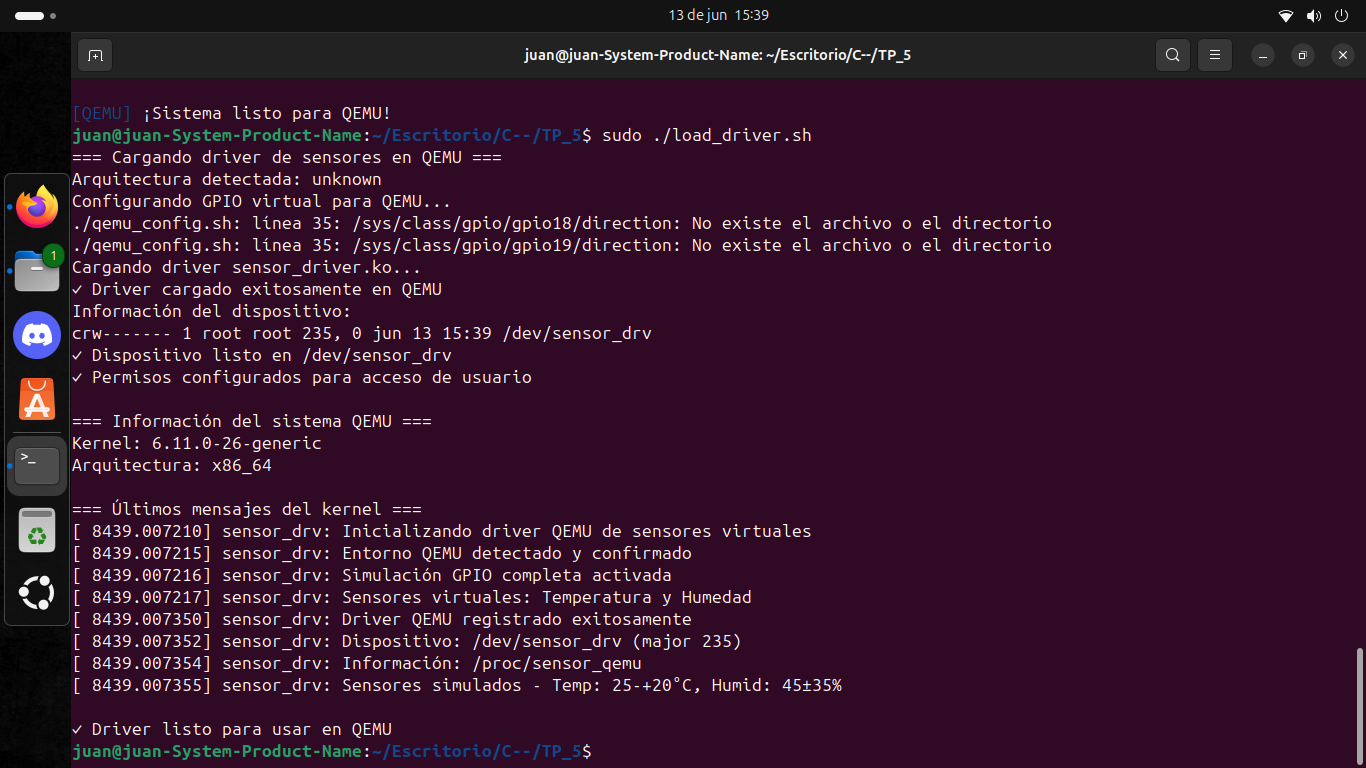 13 de jun 15:39
juan@juan-System-Product-Name: ~/Escritorio/C--/TP_5
[QEMU] ¡Sistema listo para QEMU!
juan@juan-System-Product-Name:~/Escritorio/C--/TP_5$ sudo ./load_driver.sh
=== Cargando driver de sensores en QEMU ===
Arquitectura detectada: unknown
Configurando GPIO virtual para QEMU...
./qemu_config.sh: línea 35: /sys/class/gpio/gpio18/direction: No existe el archivo o el directorio
./qemu_config.sh: línea 35: /sys/class/gpio/gpio19/direction: No existe el archivo o el directorio
Cargando driver sensor_driver.ko...
✓ Driver cargado exitosamente en QEMU
Información del dispositivo:
crw------- 1 root root 235, 0 jun 13 15:39 /dev/sensor_drv
✓ Dispositivo listo en /dev/sensor_drv
✓ Permisos configurados para acceso de usuario
=== Información del sistema QEMU ===
Kernel: 6.11.0-26-generic
Arquitectura: x86_64
=== Últimos mensajes del kernel ===
[ 8439.007210] sensor_drv: Inicializando driver QEMU de sensores virtuales
[ 8439.007215] sensor_drv: Entorno QEMU detectado y confirmado
[ 8439.007216] sensor_drv: Simulación GPIO completa activada
[ 8439.007217] sensor_drv: Sensores virtuales: Temperatura y Humedad
[ 8439.007350] sensor_drv: Driver QEMU registrado exitosamente
[ 8439.007352] sensor_drv: Dispositivo: /dev/sensor_drv (major 235)
[ 8439.007354] sensor_drv: Información: /proc/sensor_qemu
[ 8439.007355] sensor_drv: Sensores simulados - Temp: 25-+20°C, Humid: 45±35%
✓ Driver listo para usar en QEMU
juan@juan-System-Product-Name:~/Escritorio/C--/TP_5$
1
>_